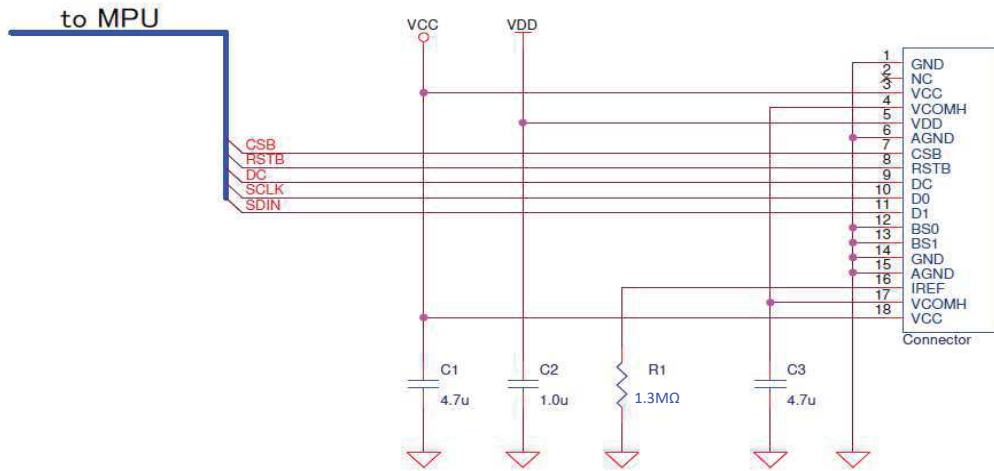 to MPU
VCC
VDD
CSB
RSTB
DC
SCLK
SDIN
1 GND
2 NC
3 VCC
4 VCOMH
5 VDD
6 AGND
7 CSB
8 RSTB
9 DC
10 D0
11 D1
12 BS0
13 BS1
14 GND
15 AGND
16 IREF
17 VCOMH
18 VCC
Connector
C1
4.7u
C2
1.0u
R1
1.3MΩ
C3
4.7u